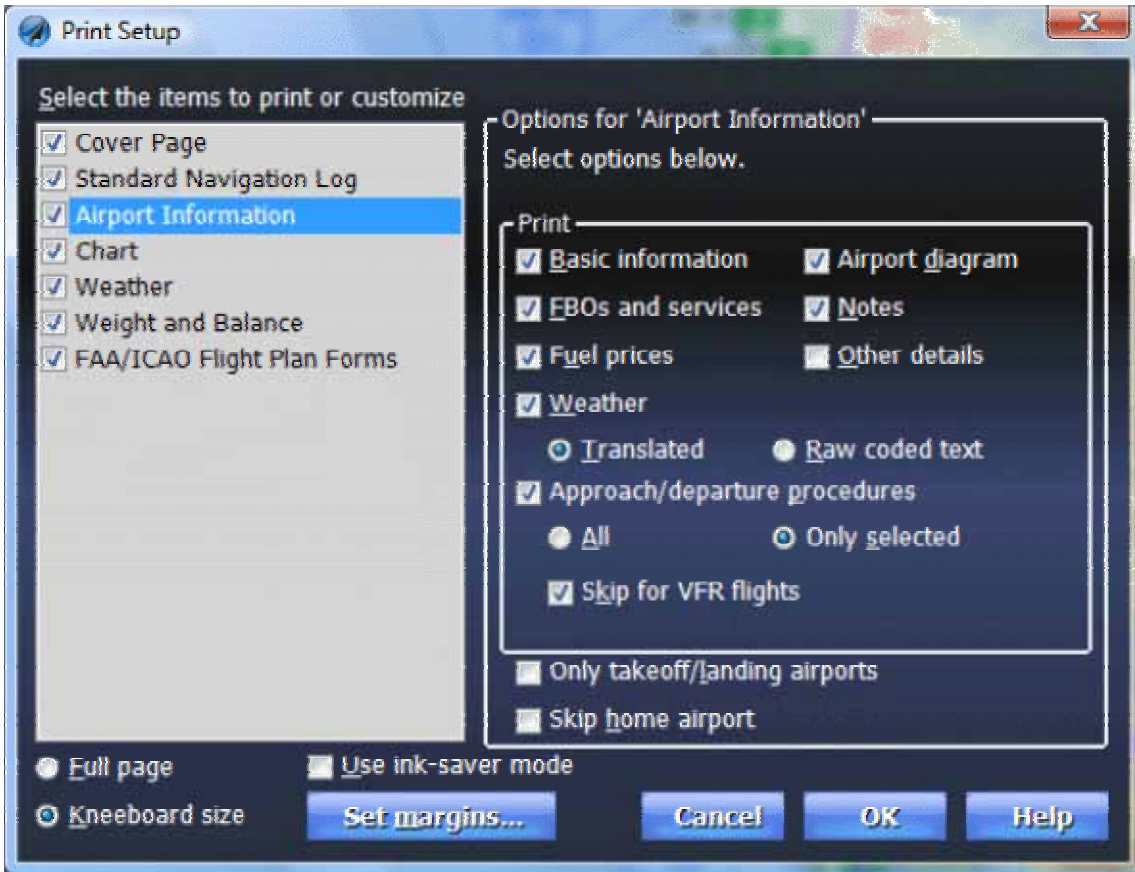 Print Setup
Select the items to print or customize
Cover Page
Standard Navigation Log
Airport Information
Chart
Weather
Weight and Balance
FAA/ICAO Flight Plan Forms
Options for 'Airport Information'
Select options below.
Print
Basic information Airport diagram
FBOs and services Notes
Fuel prices Other details
Weather
Translated Raw coded text
Approach/departure procedures
All Only selected
Skip for VFR flights
Only takeoff/landing airports
Skip home airport
Full page Use ink-saver mode
Kneeboard size Set margins... Cancel OK Help